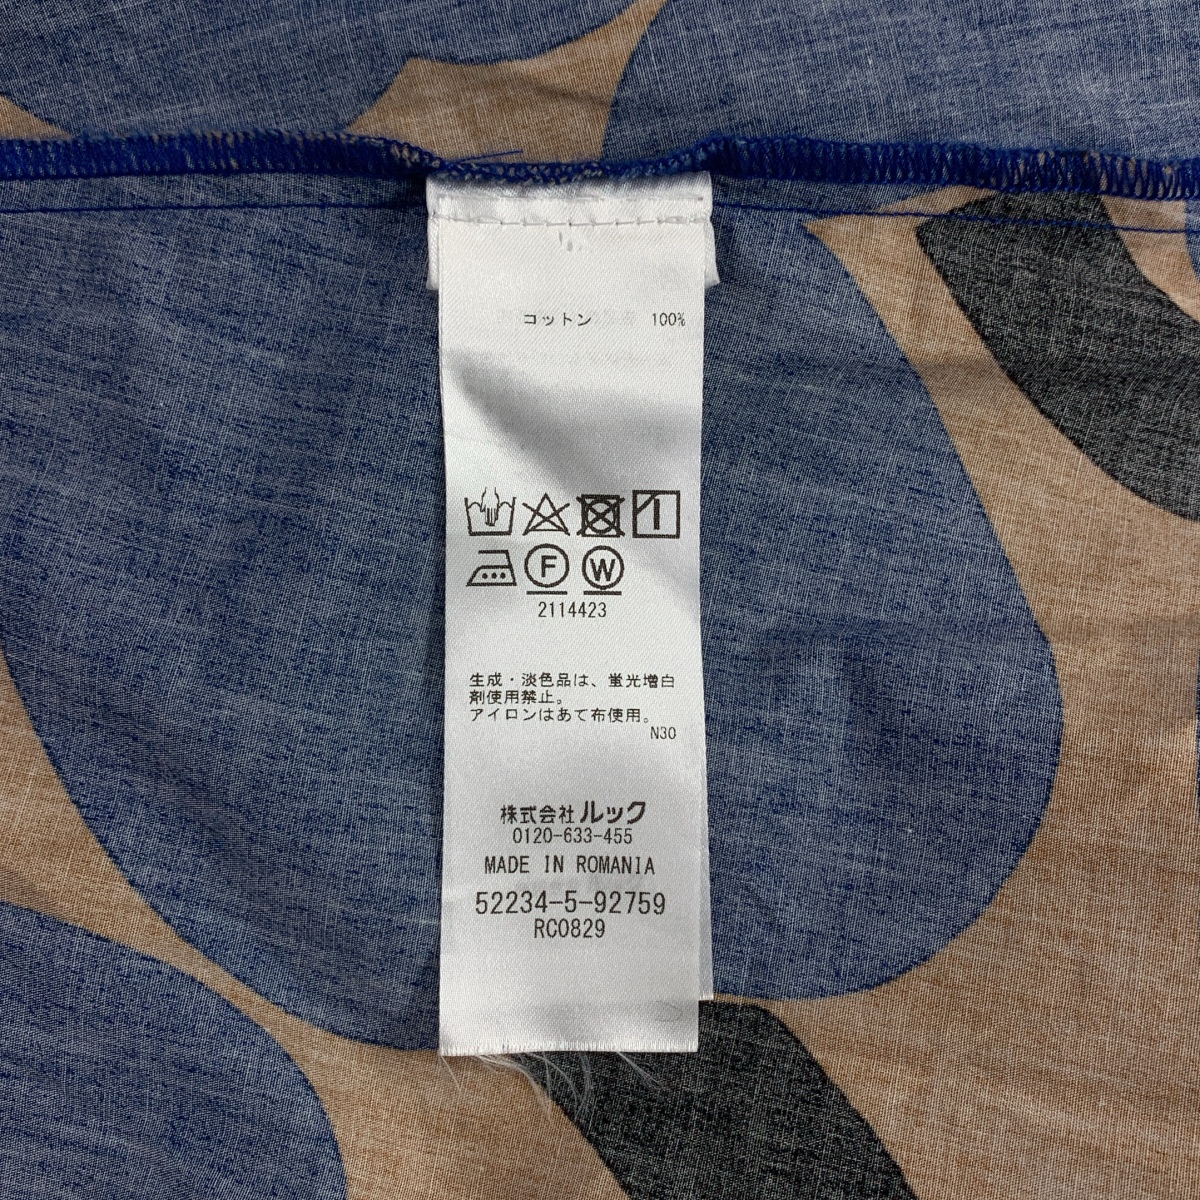 コットン 100%
F W
2114423
生成・淡色品は、蛍光増白
剤使用禁止。
アイロンはあて布使用。
N30
株式会社ルック
0120-633-455
MADE IN ROMANIA
52234-5-92759
RC0829